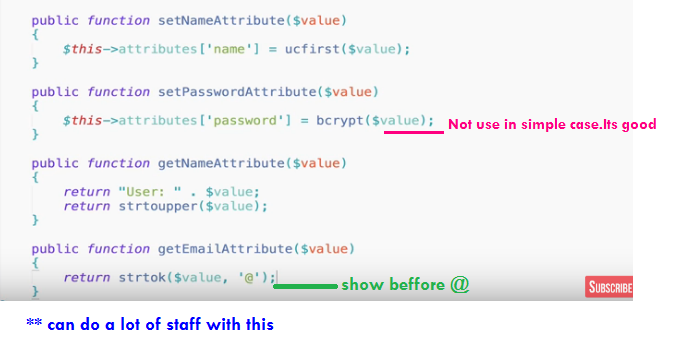 public function setNameAttribute($value)
{
$this->attributes['name'] = ucfirst($value);
}
public function setPasswordAttribute($value)
{
$this->attributes['password'] = bcrypt($value);
Not use in simple case.Its good
}
public function getNameAttribute($value)
{
return "User: " . $value;
return strtoupper($value);
}
public function getEmailAttribute($value)
{
return strtok($value, '@');
show beffore @
}
SUBSCRIBE
** can do a lot of staff with this